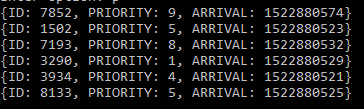 {ID: 7852, PRIORITY: 9, ARRIVAL: 1522880574}
{ID: 1502, PRIORITY: 5, ARRIVAL: 1522880523}
{ID: 7193, PRIORITY: 8, ARRIVAL: 1522880532}
{ID: 3290, PRIORITY: 1, ARRIVAL: 1522880529}
{ID: 3934, PRIORITY: 4, ARRIVAL: 1522880521}
{ID: 8133, PRIORITY: 5, ARRIVAL: 1522880525}